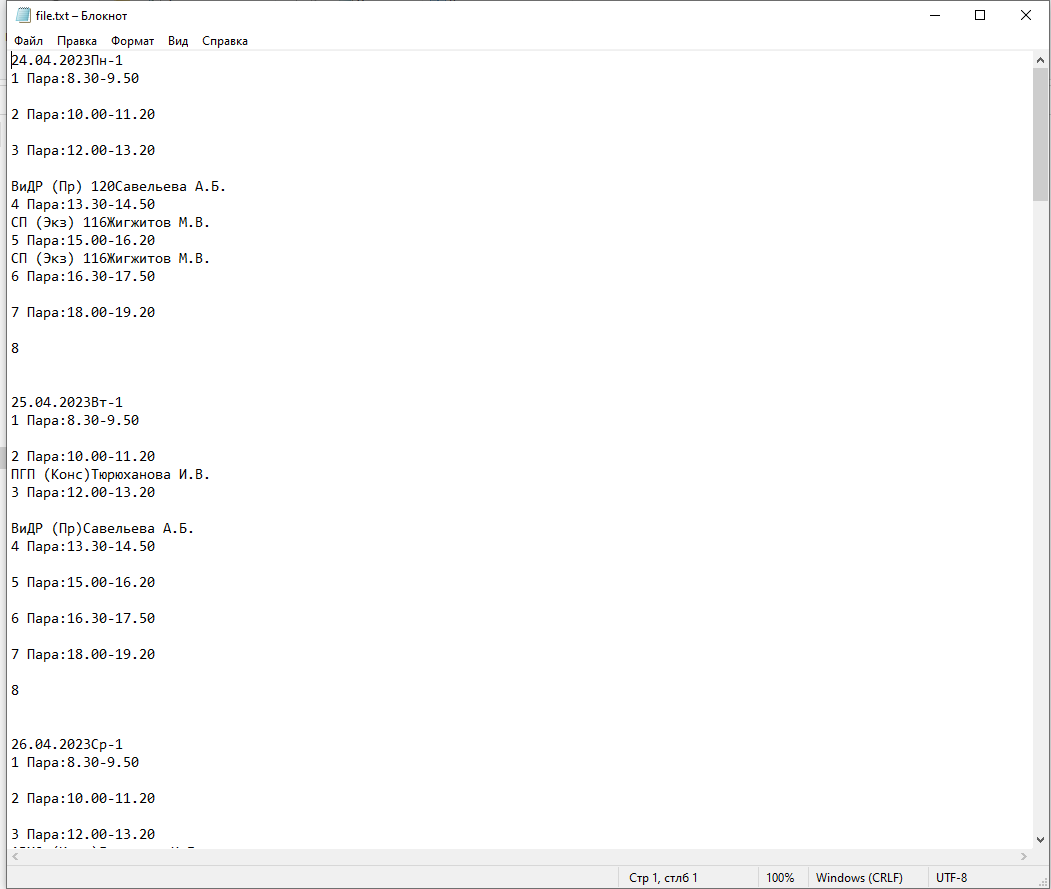 file.txt – Блокнот
Файл Правка Формат Вид Справка
24.04.2023Пн-1
1 Пара:8.30-9.50
2 Пара:10.00-11.20
3 Пара:12.00-13.20
ВиДР (Пр) 120Савельева А.Б.
4 Пара:13.30-14.50
СП (Экз) 116Жигжитов М.В.
5 Пара:15.00-16.20
СП (Экз) 116Жигжитов М.В.
6 Пара:16.30-17.50
7 Пара:18.00-19.20
8
25.04.2023Вт-1
1 Пара:8.30-9.50
2 Пара:10.00-11.20
ПГП (Конс)Тюрюханова И.В.
3 Пара:12.00-13.20
ВиДР (Пр)Савельева А.Б.
4 Пара:13.30-14.50
5 Пара:15.00-16.20
6 Пара:16.30-17.50
7 Пара:18.00-19.20
8
26.04.2023Ср-1
1 Пара:8.30-9.50
2 Пара:10.00-11.20
3 Пара:12.00-13.20
Стр 1, стлб 1 100% Windows (CRLF) UTF-8